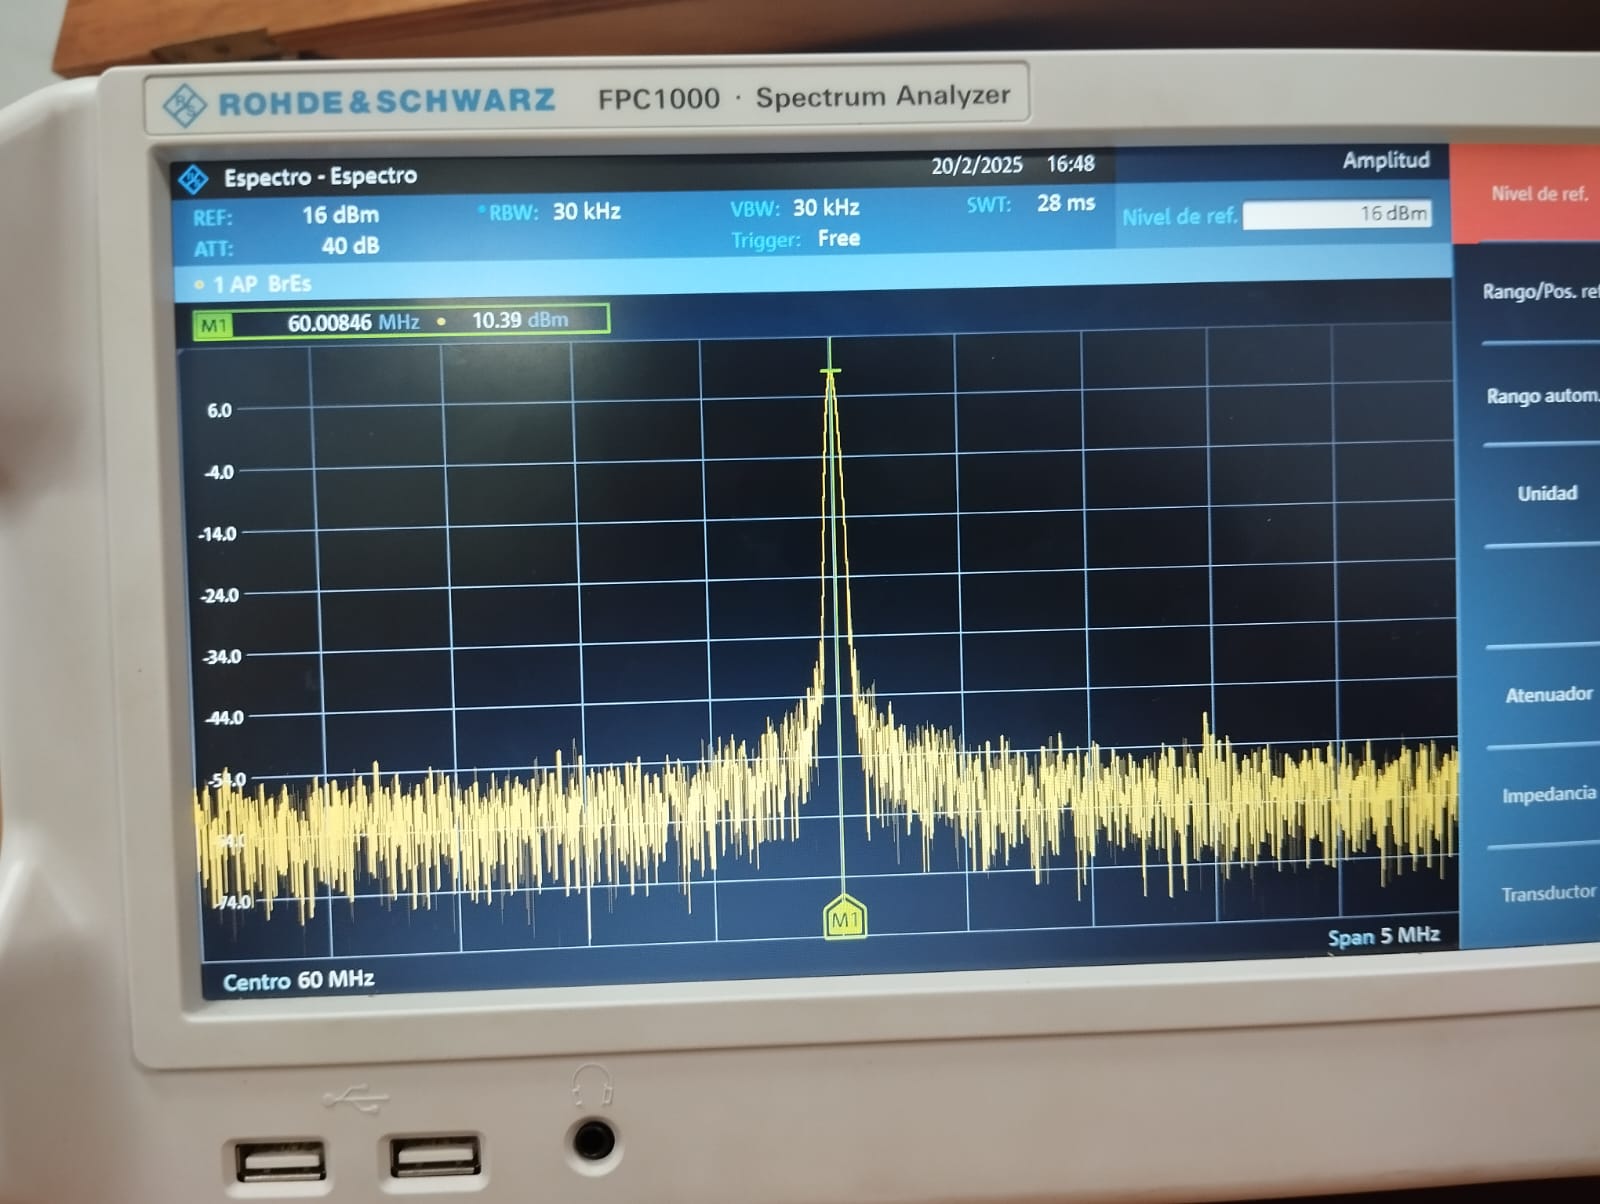 ROHDE & SCHWARZ FPC1000 · Spectrum Analyzer
Espectro - Espectro 20/2/2025 16:48 Amplitud
REF: 16 dBm RBW: 30 kHz VBW: 30 kHz SWT: 28 ms Nivel de ref. 16 dBm
ATT: 40 dB Trigger: Free
1 AP BrEs
M1 60.00846 MHz 10.39 dBm
6.0
-4.0
-14.0
-24.0
-34.0
-44.0
-54.0
-74.0
M1
Centro 60 MHz Span 5 MHz
Nivel de ref.
Rango/Pos. ref
Rango autom.
Unidad
Atenuador
Impedancia
Transductor